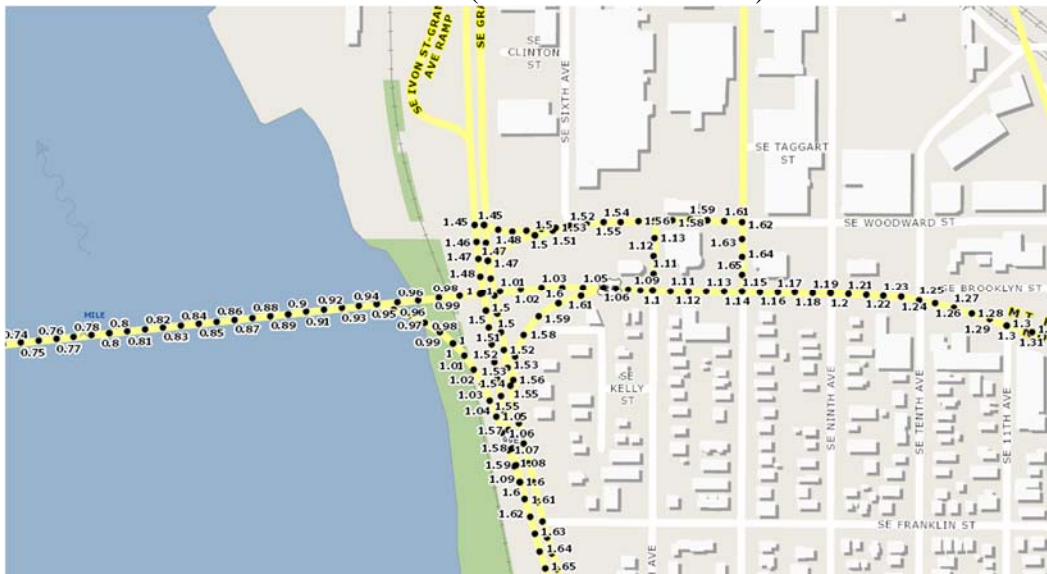 SE IVON ST-GRAN
AVE RAMP
SE GRA
SE
CLINTON
ST
SE SIXTH AVE
SE TAGGART
ST
1.45 1.45
1.52 1.54 1.56 1.58 1.59 1.61
SE WOODWARD ST
1.48 1.5 1.51 1.53 1.55 1.62
1.46 1.47 1.12 1.13 1.63
1.47 1.47 1.11 1.64
1.48 1.65
1.01 1.03 1.05 1.09 1.11 1.13 1.15 1.17 1.19 1.21 1.23 1.25 1.27
SE BROOKLYN ST
1.02 1.6 1.06 1.1 1.12 1.14 1.16 1.18 1.2 1.22 1.24 1.26 1.28
0.74 0.76 0.78 0.8 0.82 0.84 0.86 0.88 0.9 0.92 0.94 0.96 0.98 1
MILE
0.75 0.77 0.8 0.81 0.83 0.85 0.87 0.89 0.91 0.93 0.95 0.97 0.99
1.61
1.59
1.58
1.29 1.3 1.3 1.31
M T
0.98
0.99 1
1
1.01
1.02
1.03
1.04
1.5
1.5
1.5
1.51
1.52 1.52
1.53 1.53
1.54 1.56
1.55
1.55
1.05
1.57 1.06
99E
1.58 1.07
1.59 1.08
1.09 1.6
1.6 1.61
1.62
1.63
1.64
1.65
SE
KELLY
ST
SE NINTH AVE
SE TENTH AVE
SE 11TH AVE
SE FRANKLIN ST
AVE